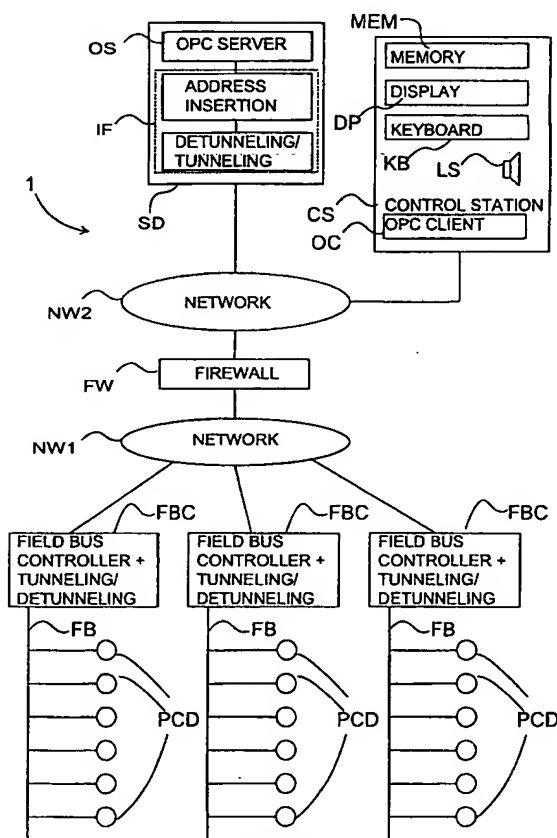 MEM
OS
OPC SERVER
MEMORY
ADDRESS
INSERTION
DISPLAY
IF
DP
KEYBOARD
DETUNNELING/
TUNNELING
KB
LS
1
SD
CS
CONTROL STATION
OC
OPC CLIENT
NETWORK
NW2
FW
FIREWALL
NW1
NETWORK
FBC
FBC
FBC
FIELD BUS
CONTROLLER +
TUNNELING/
DETUNNELING
FIELD BUS
CONTROLLER +
TUNNELING/
DETUNNELING
FIELD BUS
CONTROLLER +
TUNNELING/
DETUNNELING
FB
FB
FB
PCD
PCD
PCD